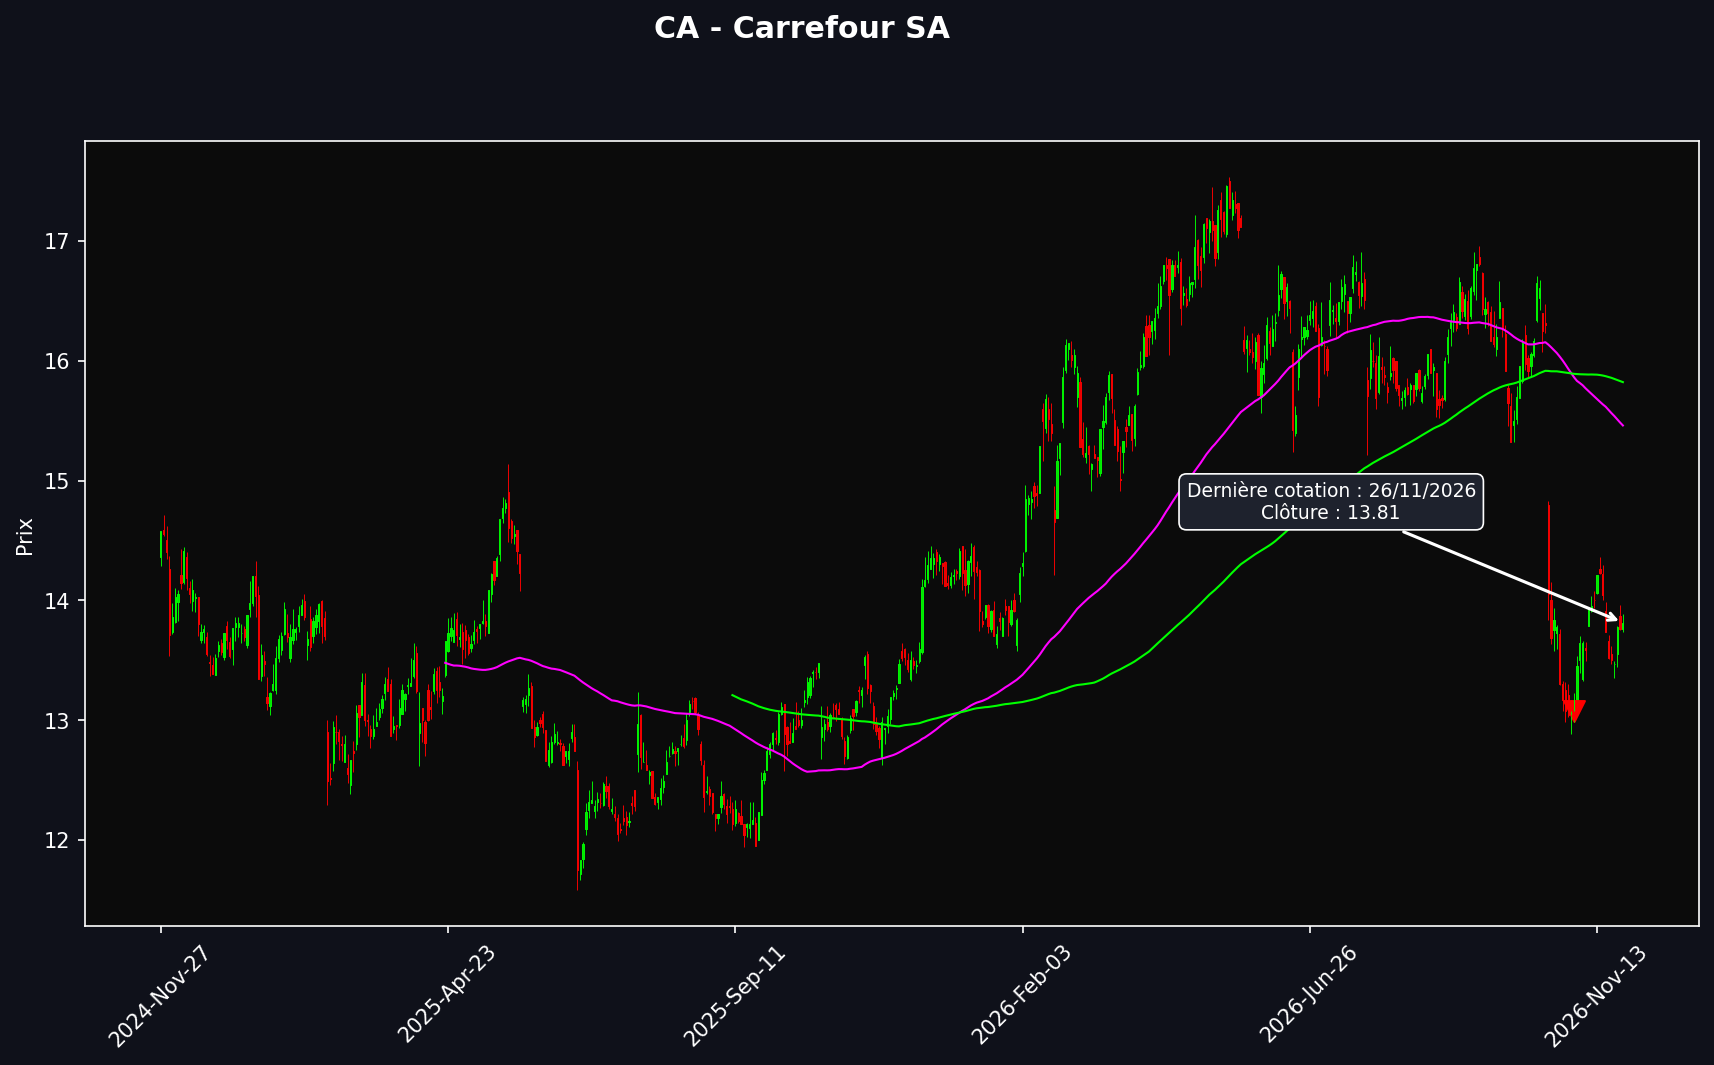 CA - Carrefour SA
Prix
17
16
15
14
13
12
Dernière cotation : 26/11/2026
Clôture : 13.81
2024-Nov-27
2025-Apr-23
2025-Sep-11
2026-Feb-03
2026-Jun-26
2026-Nov-13